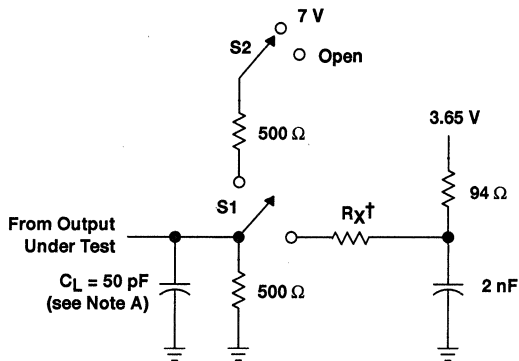 7 V
S2
Open
500 Ω
3.65 V
94 Ω
S1
RX†
From Output
Under Test
CL = 50 pF
(see Note A)
500 Ω
2 nF